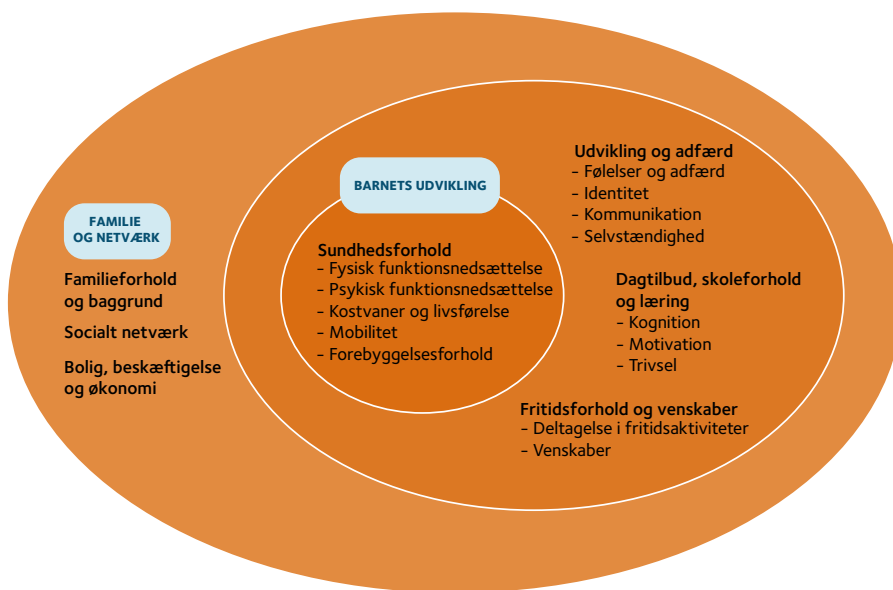 FAMILIE
OG NETVÆRK
Familieforhold
og baggrund
Socialt netværk
Bolig, beskæftigelse
og økonomi
BARNETS UDVIKLING
Sundhedsforhold
– Fysisk funktionsnedsættelse
– Psykisk funktionsnedsættelse
– Kostvaner og livsførelse
– Mobilitet
– Forebyggelsesforhold
Udvikling og adfærd
– Følelser og adfærd
– Identitet
– Kommunikation
– Selvstændighed
Dagtilbud, skoleforhold
og læring
– Kognition
– Motivation
– Trivsel
Fritidsforhold og venskaber
– Deltagelse i fritidsaktiviteter
– Venskaber